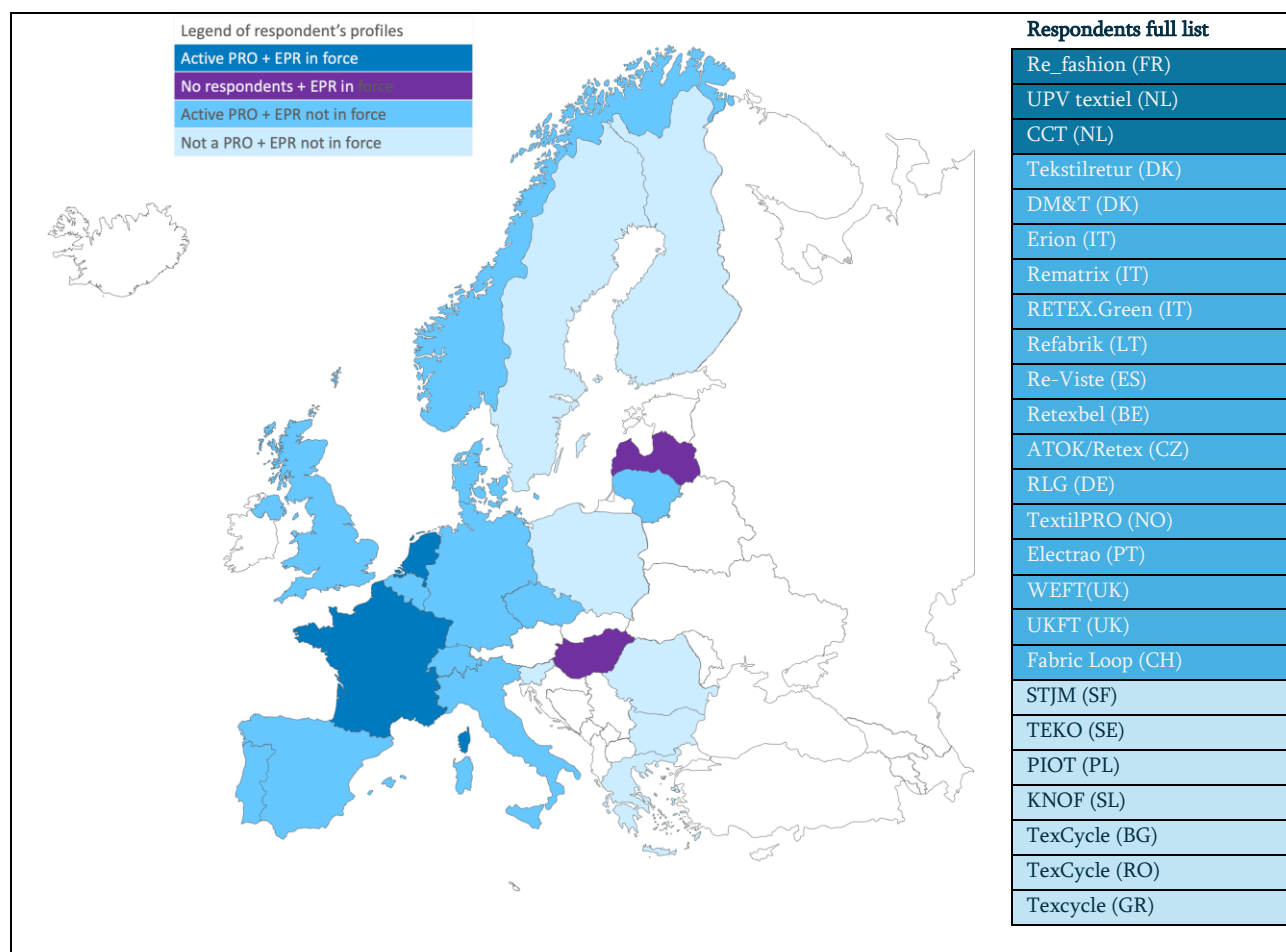 Legend of respondent's profiles
Active PRO + EPR in force
No respondents + EPR in force
Active PRO + EPR not in force
Not a PRO + EPR not in force
Respondents full list
Re_fashion (FR)
UPV textiel (NL)
CCT (NL)
Tekstilretur (DK)
DM&T (DK)
Erion (IT)
Rematrix (IT)
RETEX.Green (IT)
Refabrik (LT)
Re-Viste (ES)
Retexbel (BE)
ATOK/Retex (CZ)
RLG (DE)
TextilPRO (NO)
Electrao (PT)
WEFT(UK)
UKFT (UK)
Fabric Loop (CH)
STJM (SF)
TEKO (SE)
PIOT (PL)
KNOF (SL)
TexCycle (BG)
TexCycle (RO)
Texcycle (GR)